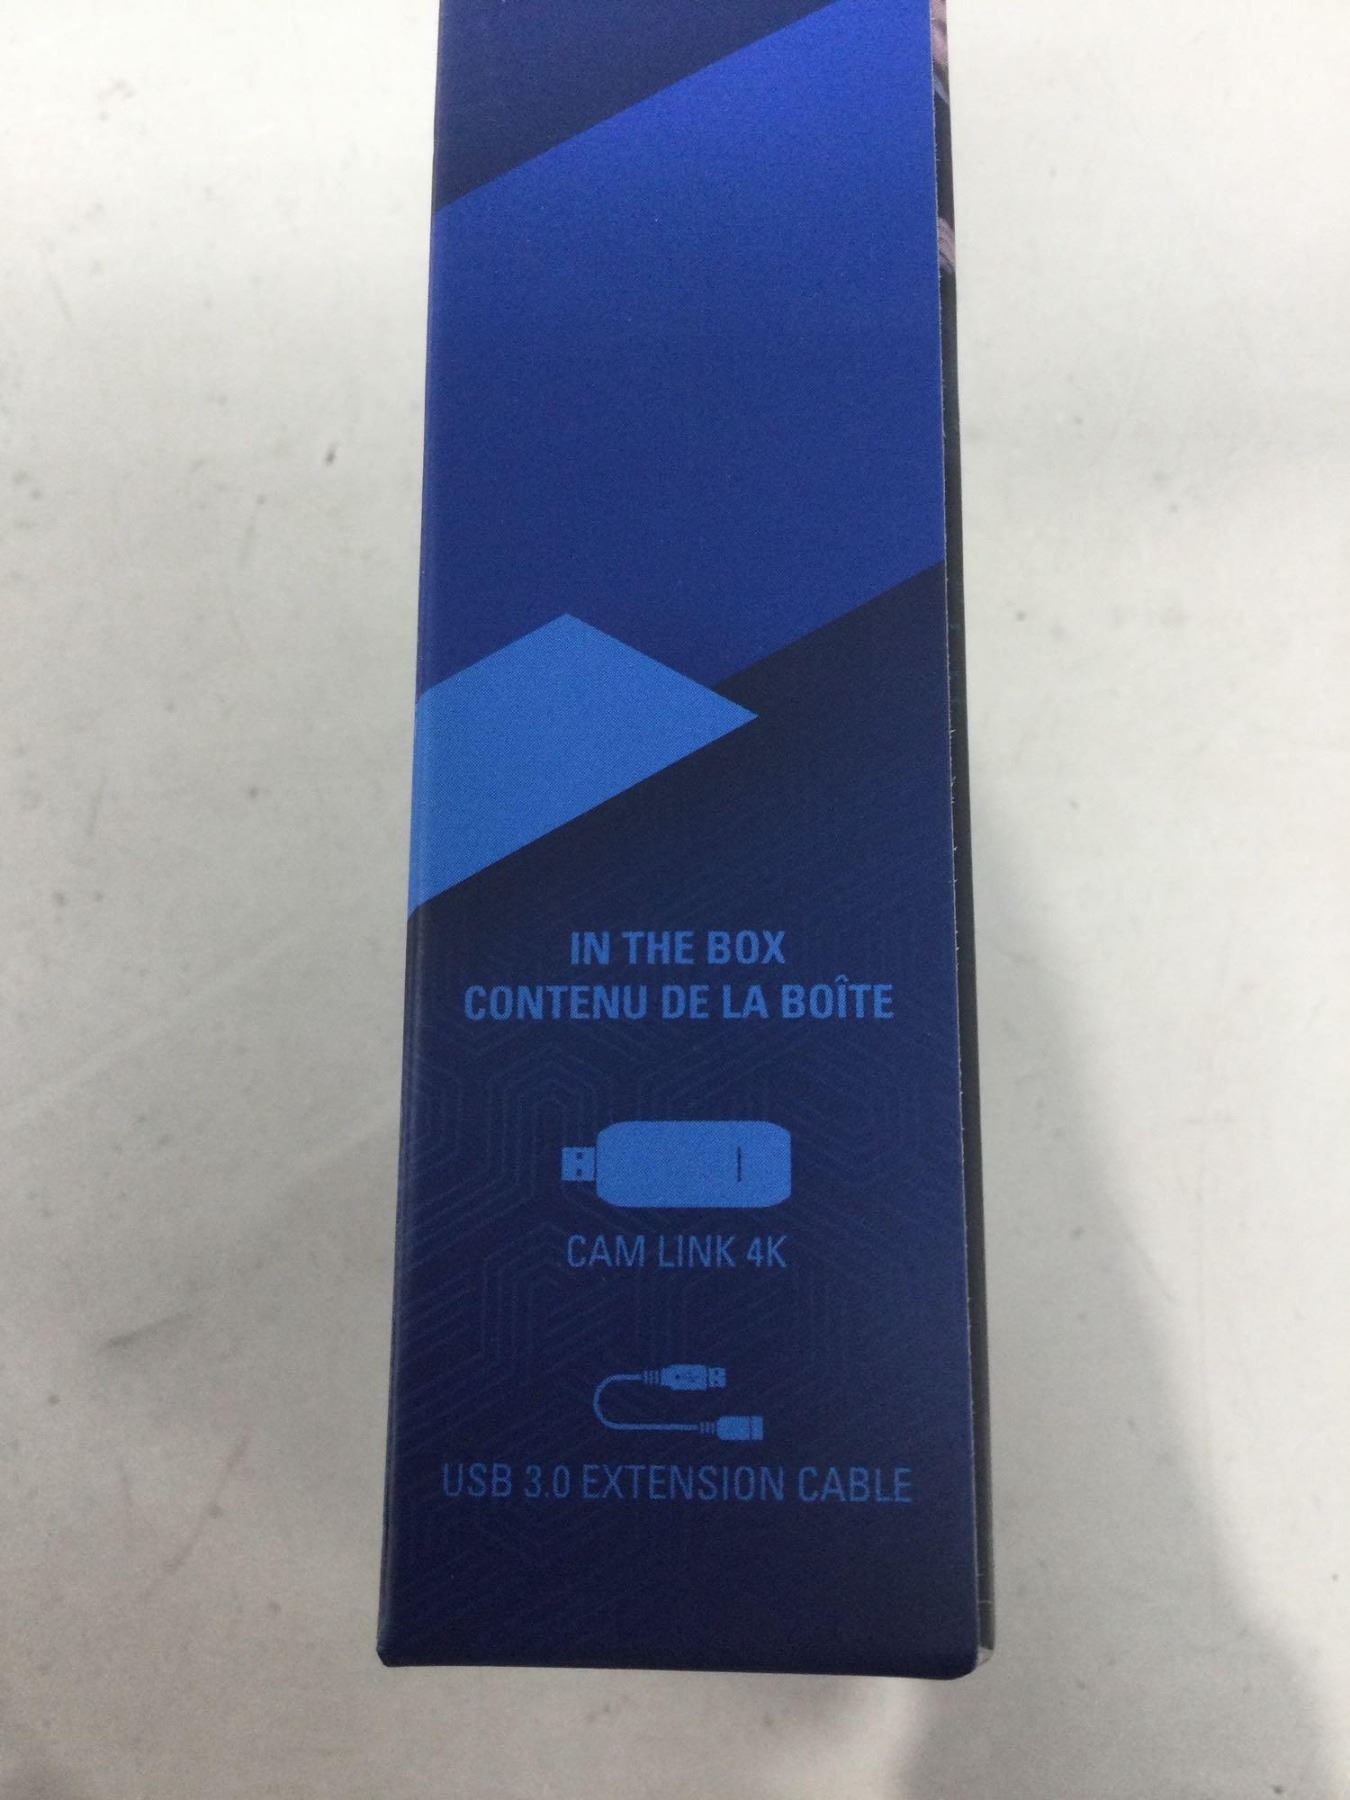 IN THE BOX
CONTENU DE LA BOÎTE
CAM LINK 4K
USB 3.0 EXTENSION CABLE